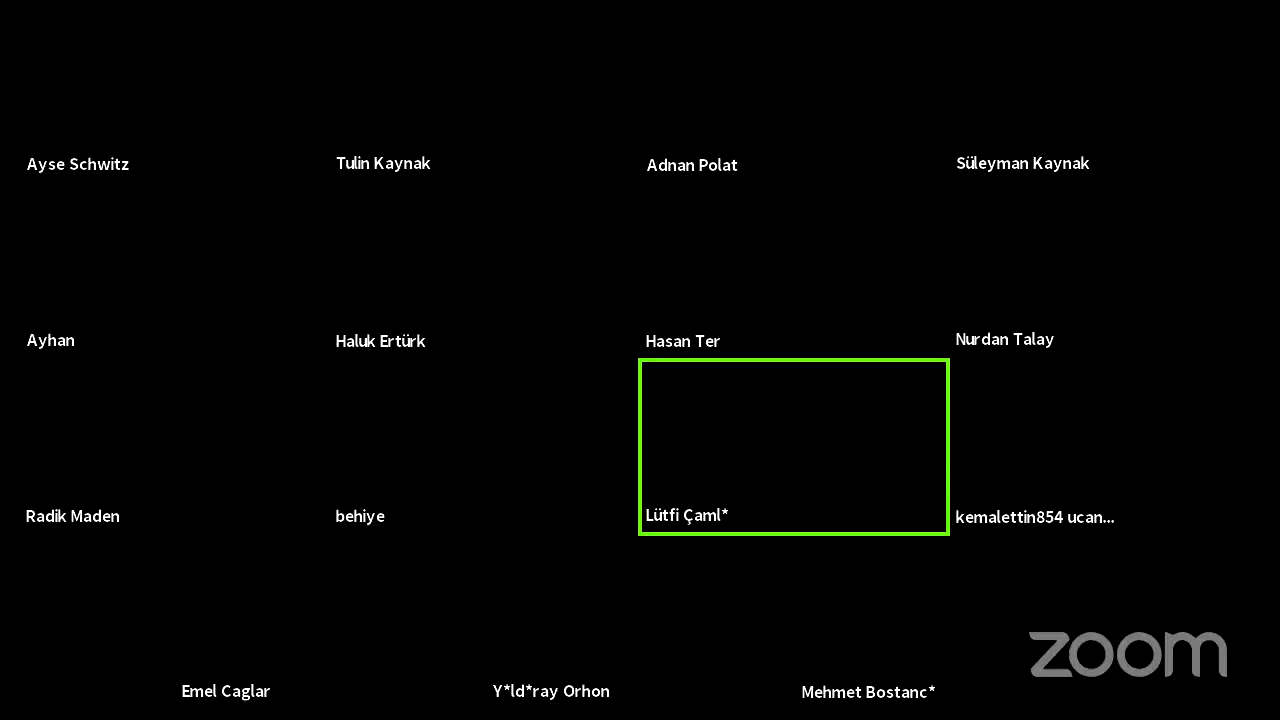 Ayse Schwitz
Tulin Kaynak
Adnan Polat
Süleyman Kaynak
Ayhan
Haluk Ertürk
Hasan Ter
Nurdan Talay
Radik Maden
behiye
Lütfi Çaml*
kemalettin854 ucan...
Emel Caglar
Y*ld*ray Orhon
Mehmet Bostanc*
zoom